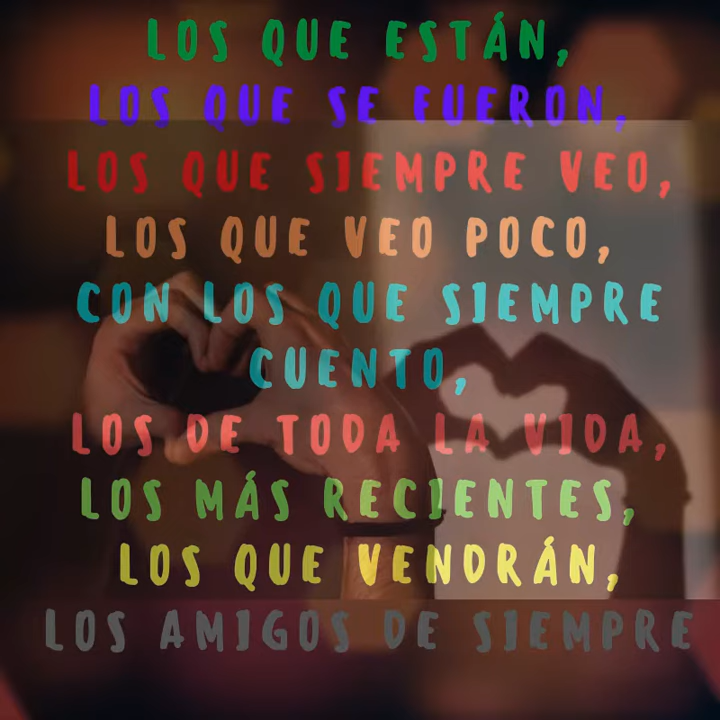 LOS QUE ESTÁN,
LOS QUE SE FUERON,
LOS QUE SIEMPRE VEO,
LOS QUE VEO POCO,
CON LOS QUE SIEMPRE
CUENTO,
LOS DE TODA LA VIDA,
LOS MÁS RECIENTES,
LOS QUE VENDRÁN,
LOS AMIGOS DE SIEMPRE